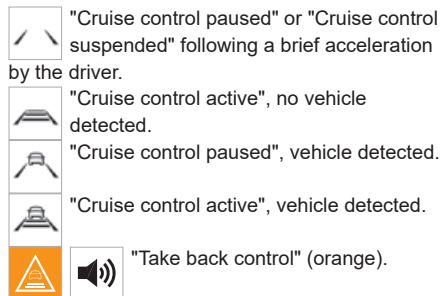 "Cruise control paused" or "Cruise control
suspended" following a brief acceleration
by the driver.
"Cruise control active", no vehicle
detected.
"Cruise control paused", vehicle detected.
"Cruise control active", vehicle detected.
"Take back control" (orange).